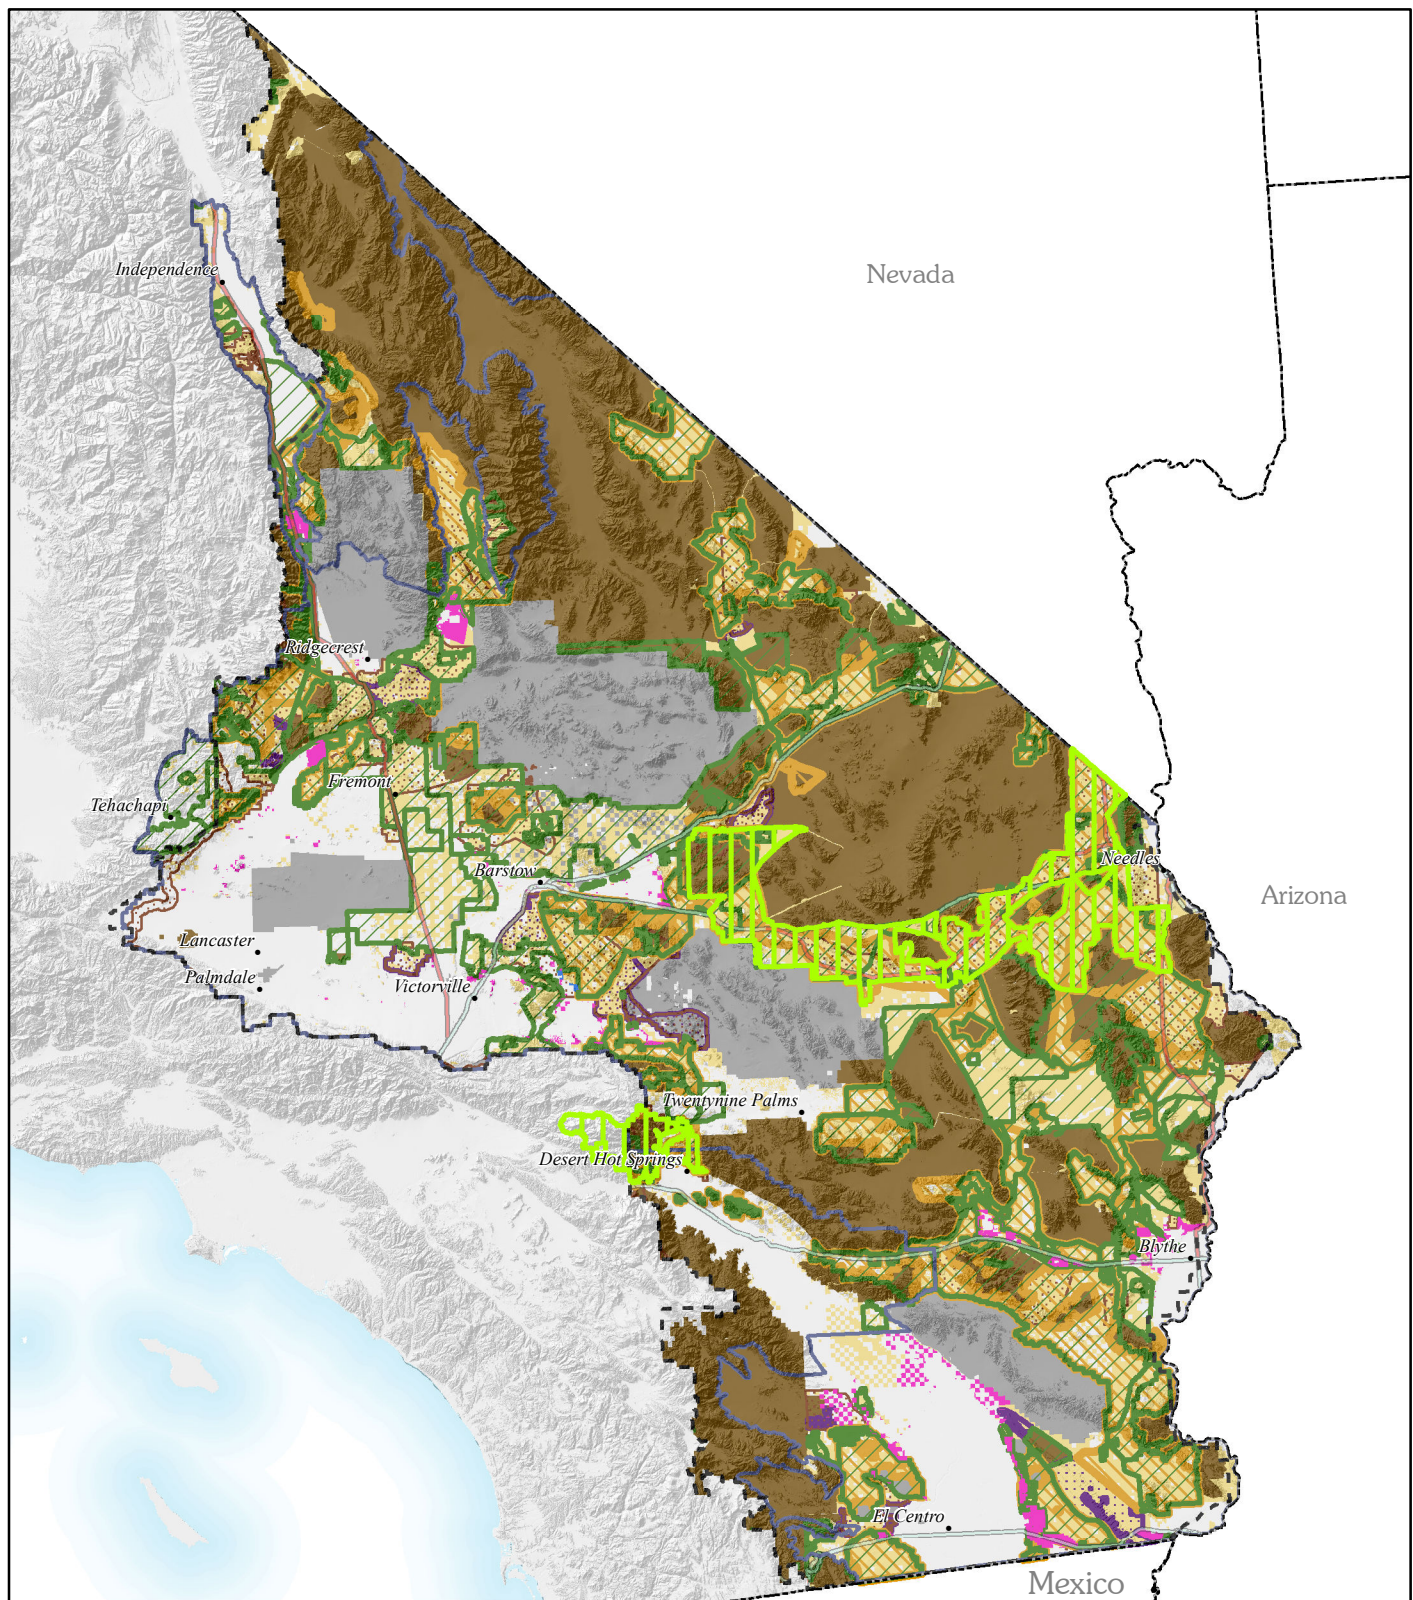 Nevada
Independence
Arizona
Ridgecrest
Fremont
Tehachapi
Needles
Barstow
Lancaster
Palmdale
Victorville
Twentynine Palms
Desert Hot Springs
Blythe
El Centro
Mexico